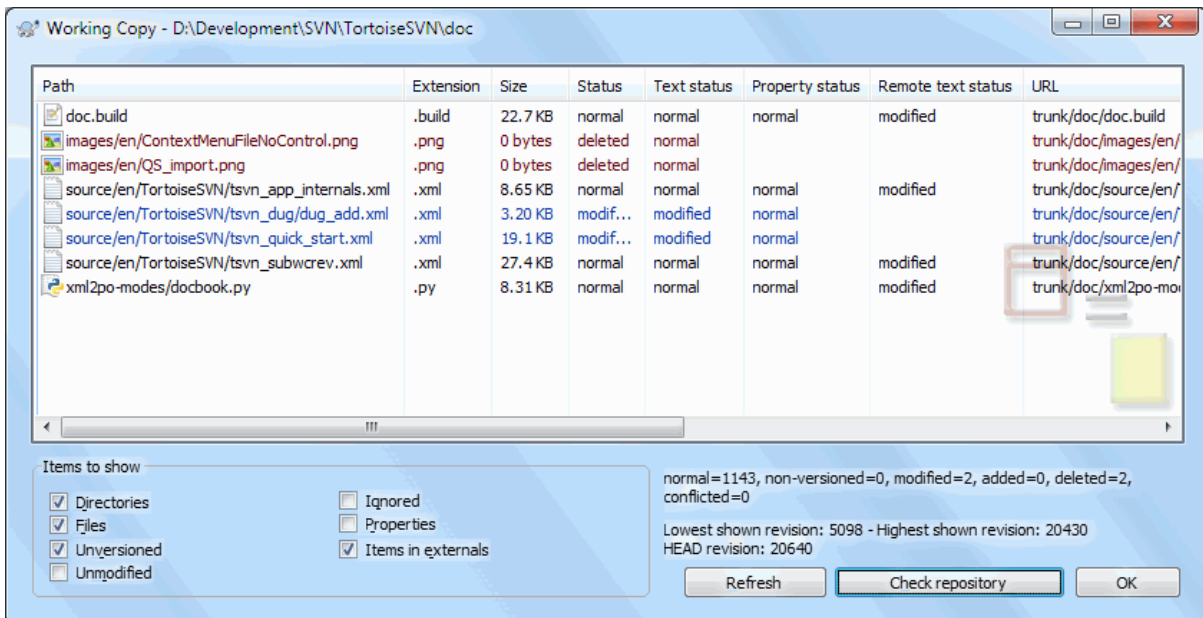 Working Copy - D:\Development\SVN\TortoiseSVN\doc
Path Extension Size Status Text status Property status Remote text status URL
doc.build .build 22.7 KB normal normal normal modified trunk/doc/doc.build
images/en/ContextMenuFileNoControl.png .png 0 bytes deleted normal trunk/doc/images/en/
images/en/QS_import.png .png 0 bytes deleted normal trunk/doc/images/en/
source/en/TortoiseSVN/tsvn_app_internals.xml .xml 8.65 KB normal normal normal modified trunk/doc/source/en/
source/en/TortoiseSVN/tsvn_dug/dug_add.xml .xml 3.20 KB modif... modified normal trunk/doc/source/en/
source/en/TortoiseSVN/tsvn_quick_start.xml .xml 19.1 KB modif... modified normal trunk/doc/source/en/
source/en/TortoiseSVN/tsvn_subwcrev.xml .xml 27.4 KB normal normal normal modified trunk/doc/source/en/
xml2po-modes/docbook.py .py 8.31 KB normal normal normal modified trunk/doc/xml2po-mo
Items to show
Directories Ignored
Files Properties
Unversioned Items in externals
Unmodified
normal=1143, non-versioned=0, modified=2, added=0, deleted=2,
conflicted=0
Lowest shown revision: 5098 - Highest shown revision: 20430
HEAD revision: 20640
Refresh Check repository OK